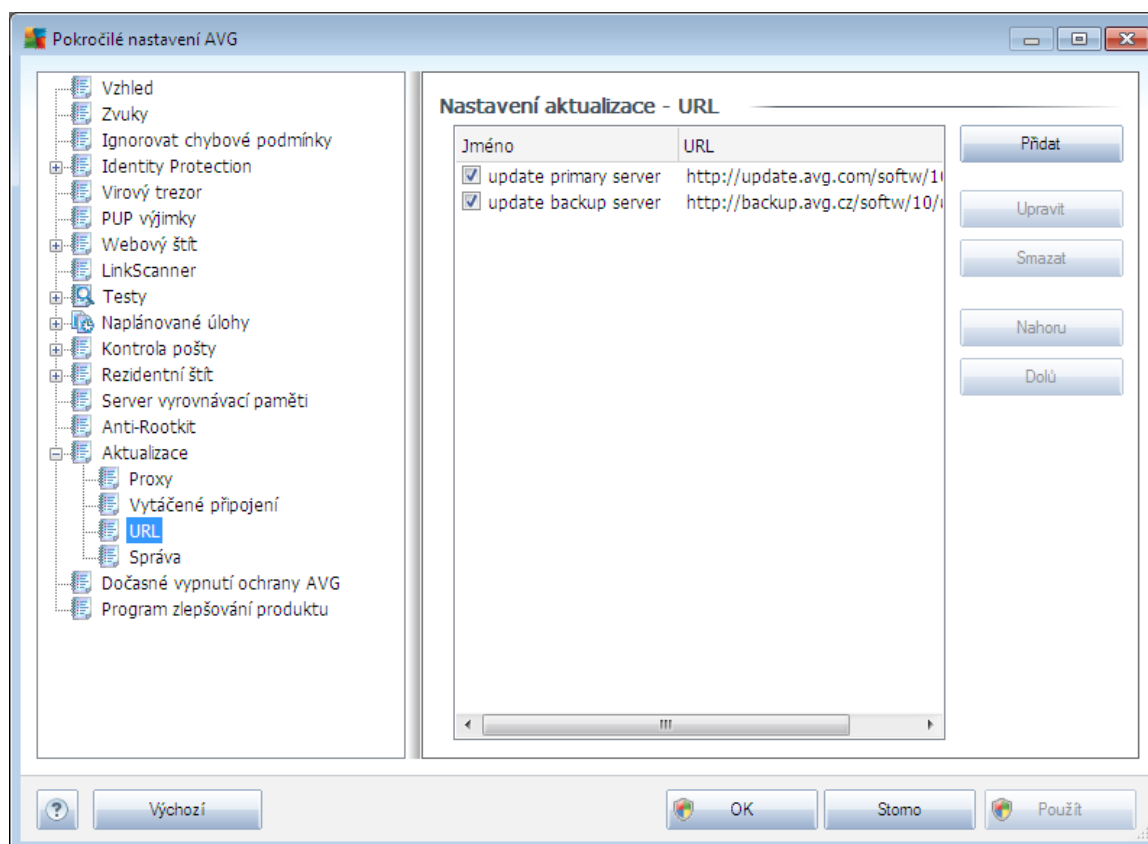 Pokročilé nastavení AVG
Vzhled
Zvuky
Ignorovat chybové podmínky
Identity Protection
Virový trezor
PUP výjimky
Webový štít
LinkScanner
Testy
Naplánované úlohy
Kontrola pošty
Rezidentní štít
Server vyrovnávací paměti
Anti-Rootkit
Aktualizace
Proxy
Vytáčené připojení
URL
Správa
Dočasné vypnutí ochrany AVG
Program zlepšování produktu
Nastavení aktualizace - URL
Jméno URL
update primary server http://update.avg.com/softw/10
update backup server http://backup.avg.cz/softw/10/
Přidat
Upravit
Smazat
Nahoru
Dolů
? Výchozí OK Storno Použít